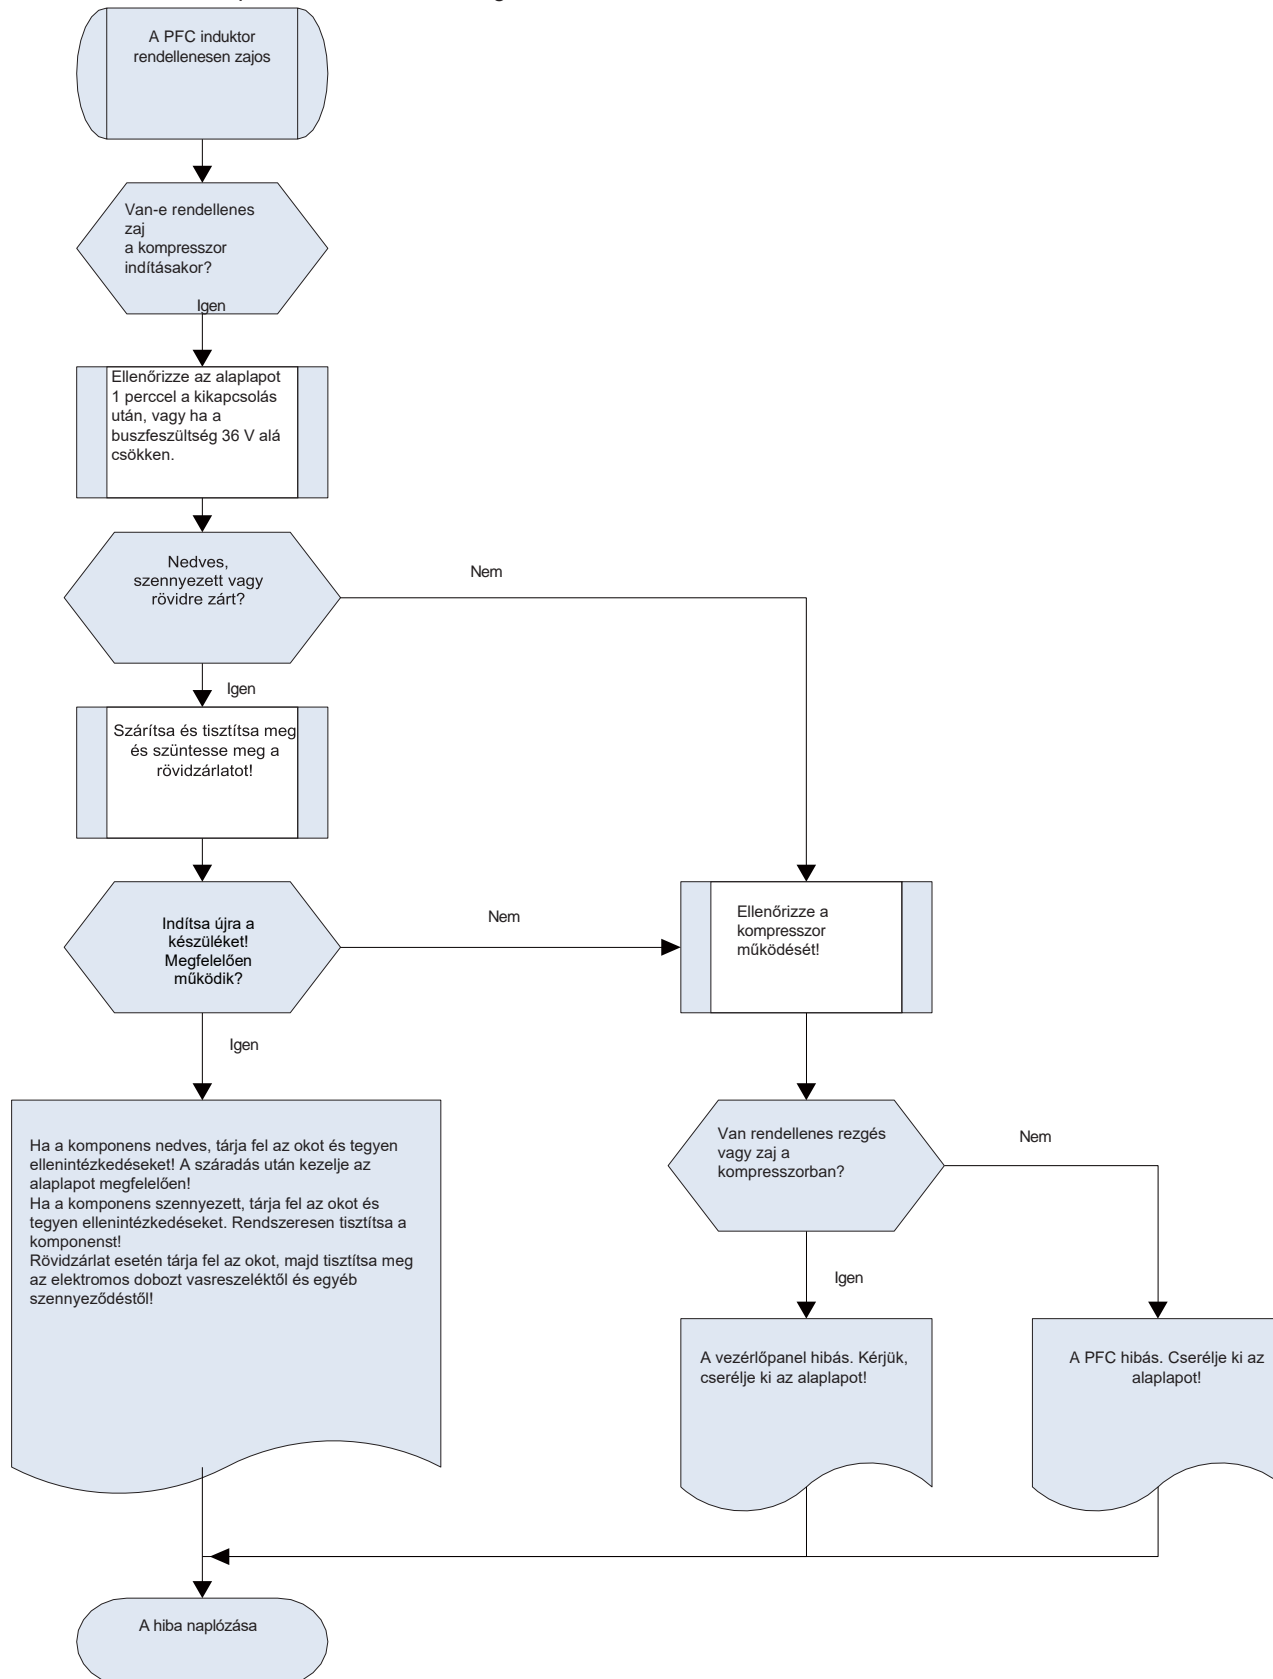 A PFC induktor
rendellenesen zajos
Van-e rendellenes
zaj
a kompresszor
indításakor?
Igen
Ellenőrizze az alaplapot
1 perccel a kikapcsolás
után, vagy ha a
buszfeszültség 36 V alá
csökken.
Nedves,
szennyezett vagy
rövidre zárt?
Nem
Igen
Szárítsa és tisztítsa meg
és szüntesse meg a
rövidzárlatot!
Indítsa újra a
készüléket!
Megfelelően
működik?
Nem
Ellenőrizze a
kompresszor
működését!
Igen
Ha a komponens nedves, tárja fel az okot és tegyen
ellenintézkedéseket! A száradás után kezelje az
alaplapot megfelelően!
Ha a komponens szennyezett, tárja fel az okot és
tegyen ellenintézkedéseket. Rendszeresen tisztítsa a
komponenst!
Rövidzárlat esetén tárja fel az okot, majd tisztítsa meg
az elektromos dobozt vasreszeléktől és egyéb
szennyeződéstől!
Van rendellenes rezgés
vagy zaj a
kompresszorban?
Nem
Igen
A vezérlőpanel hibás. Kérjük,
cserélje ki az alaplapot!
A PFC hibás. Cserélje ki az
alaplapot!
A hiba naplózása